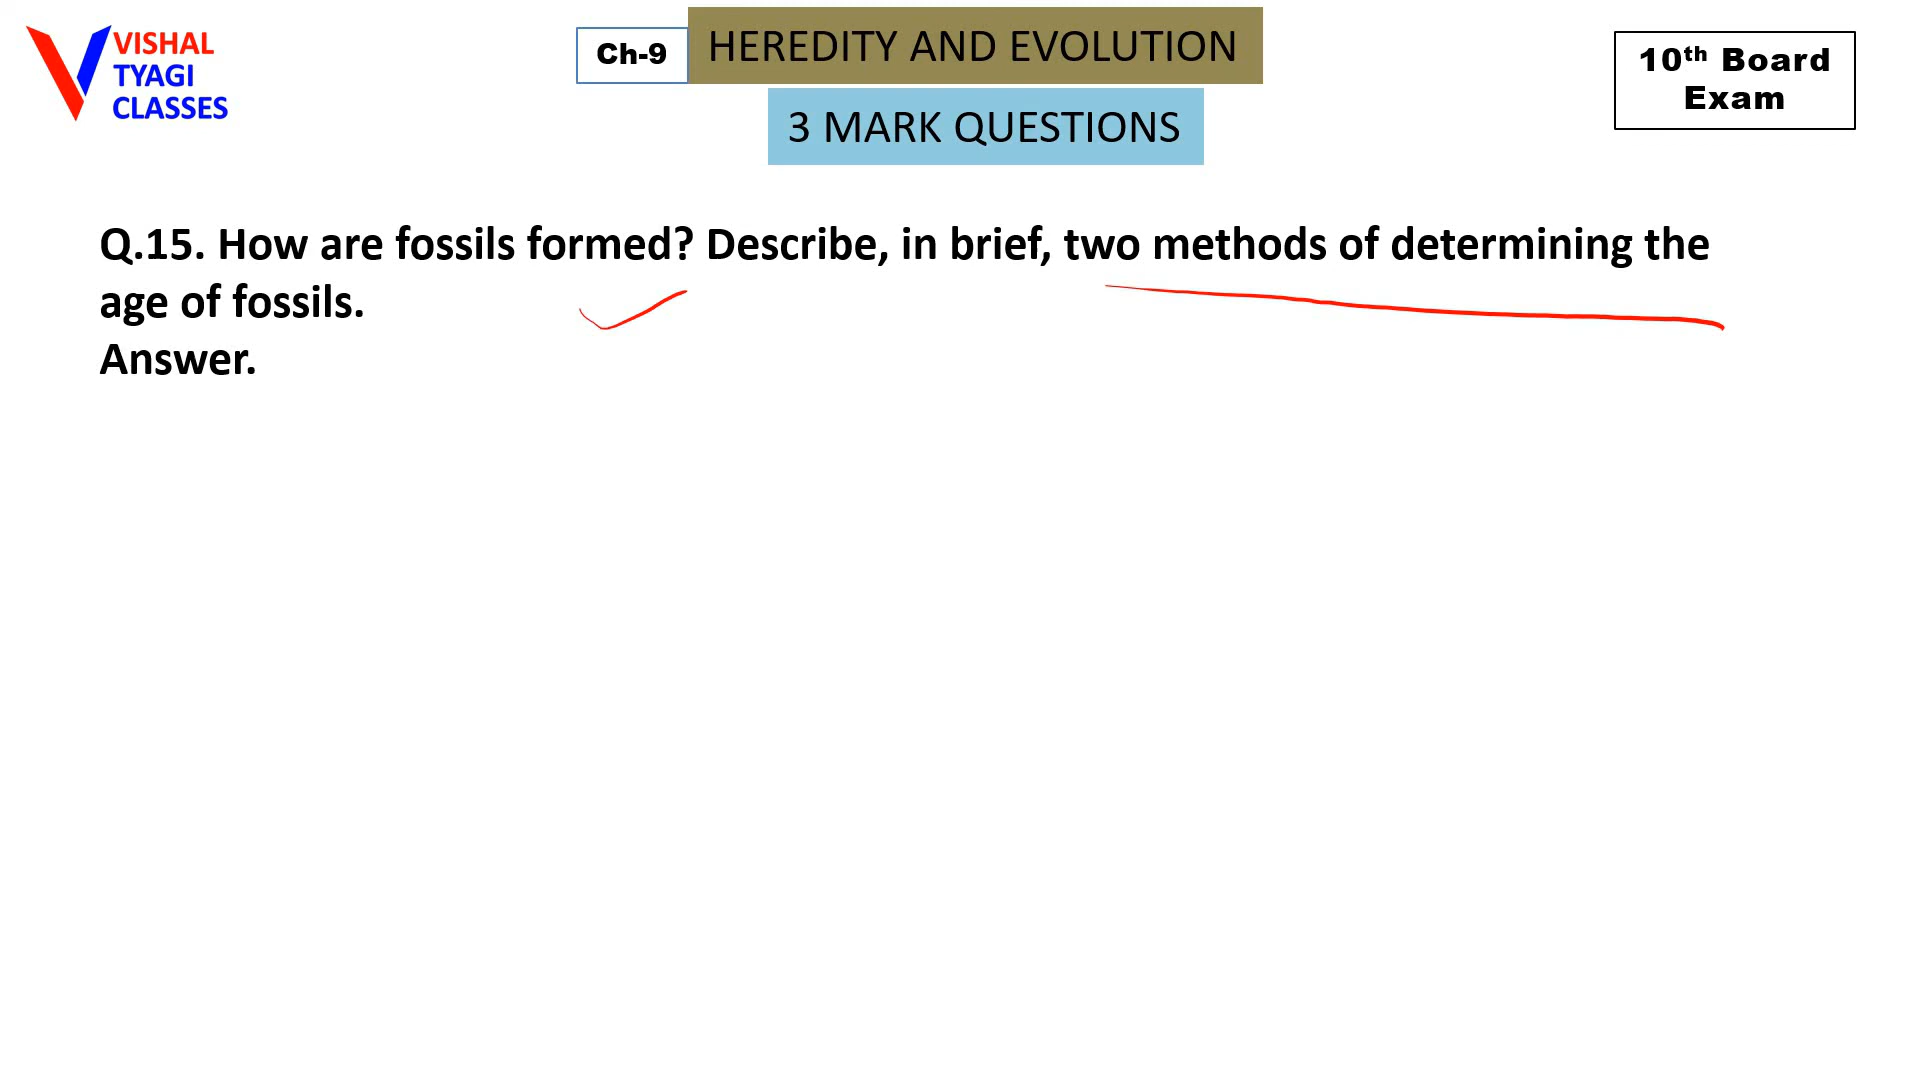 VISHAL
TYAGI
CLASSES
Ch-9
HEREDITY AND EVOLUTION
3 MARK QUESTIONS
10th Board
Exam
Q.15. How are fossils formed? Describe, in brief, two methods of determining the
age of fossils.
Answer.